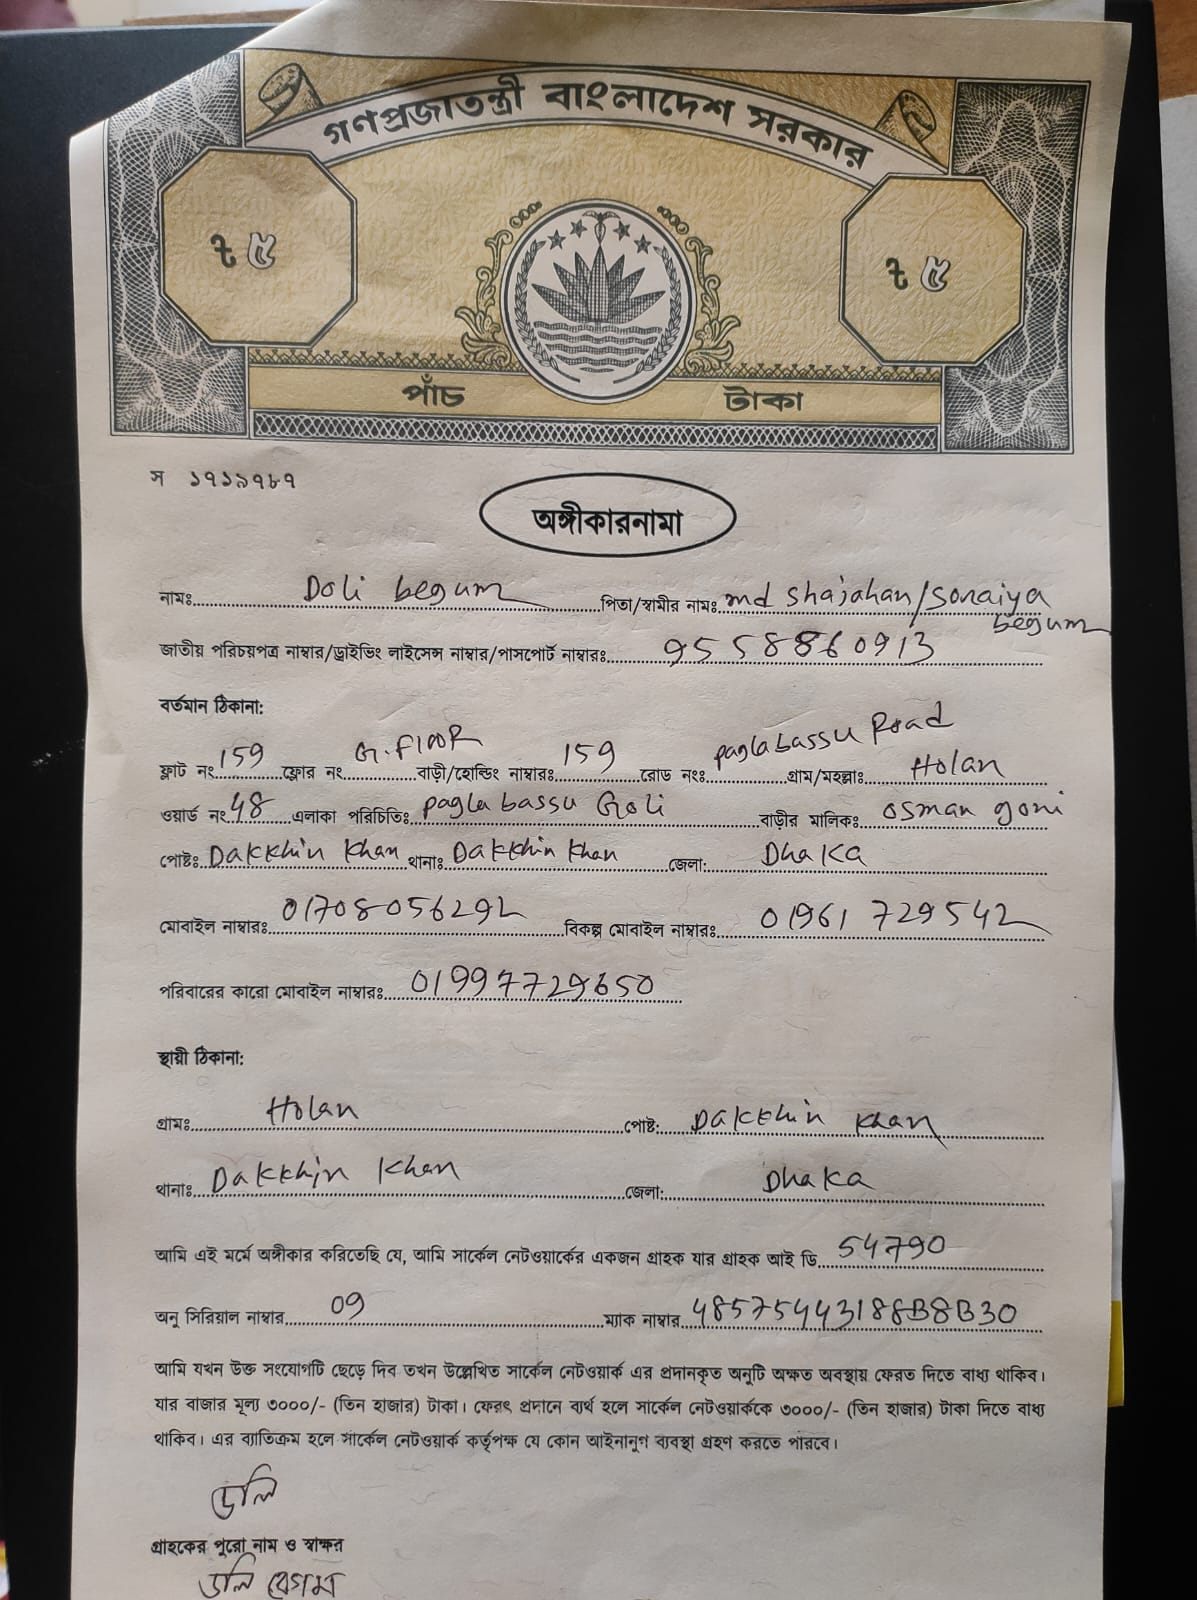 গণপ্রজাতন্ত্রী বাংলাদেশ সরকার
৳ ৫ ৳ ৫
পাঁচ টাকা
স ১৭১৯৭৮৭
অঙ্গীকারনামা
নামঃ Doli begum পিতা/স্বামীর নামঃ md shajahan/Sonaiya begum
জাতীয় পরিচয়পত্র নাম্বার/ড্রাইভিং লাইসেন্স নাম্বার/পাসপোর্ট নাম্বারঃ 9558860913
বর্তমান ঠিকানা:
ফ্লাট নং 159 ফ্লোর নং G.FlooR বাড়ী/হোল্ডিং নাম্বারঃ 159 রোড নংঃ pagla bassu Road গ্রাম/মহল্লাঃ Holan
ওয়ার্ড নং 48 এলাকা পরিচিতিঃ pagla bassu Goli বাড়ীর মালিকঃ osman goni
পোষ্টঃ Dakkhin khan থানাঃ Dakkhin khan জেলা: Dhaka
মোবাইল নাম্বারঃ 01708056292 বিকল্প মোবাইল নাম্বারঃ 01961729542
পরিবারের কারো মোবাইল নাম্বারঃ 01997729650
স্থায়ী ঠিকানা:
গ্রামঃ Holan পোষ্ট: Dakkhin khan
থানাঃ Dakkhin khan জেলা: Dhaka
আমি এই মর্মে অঙ্গীকার করিতেছি যে, আমি সার্কেল নেটওয়ার্কের একজন গ্রাহক যার গ্রাহক আই ডি 54790
অনু সিরিয়াল নাম্বার 09 ম্যাক নাম্বার 48575443188B8B30
আমি যখন উক্ত সংযোগটি ছেড়ে দিব তখন উল্লেখিত সার্কেল নেটওয়ার্ক এর প্রদানকৃত অনুটি অক্ষত অবস্থায় ফেরত দিতে বাধ্য থাকিব।
যার বাজার মূল্য ৩০০০/- (তিন হাজার) টাকা। ফেরৎ প্রদানে ব্যর্থ হলে সার্কেল নেটওয়ার্ককে ৩০০০/- (তিন হাজার) টাকা দিতে বাধ্য
থাকিব। এর ব্যতিক্রম হলে সার্কেল নেটওয়ার্ক কর্তৃপক্ষ যে কোন আইনানুগ ব্যবস্থা গ্রহণ করতে পারবে।
ডলি
গ্রাহকের পুরো নাম ও স্বাক্ষর
ডলি বেগম